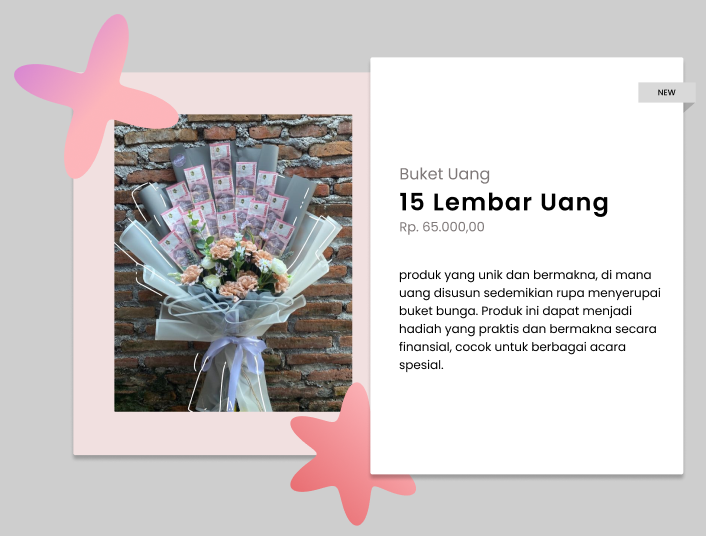 NEW
Buket Uang
15 Lembar Uang
Rp. 65.000,00
produk yang unik dan bermakna, di mana
uang disusun sedemikian rupa menyerupai
buket bunga. Produk ini dapat menjadi
hadiah yang praktis dan bermakna secara
finansial, cocok untuk berbagai acara
spesial.